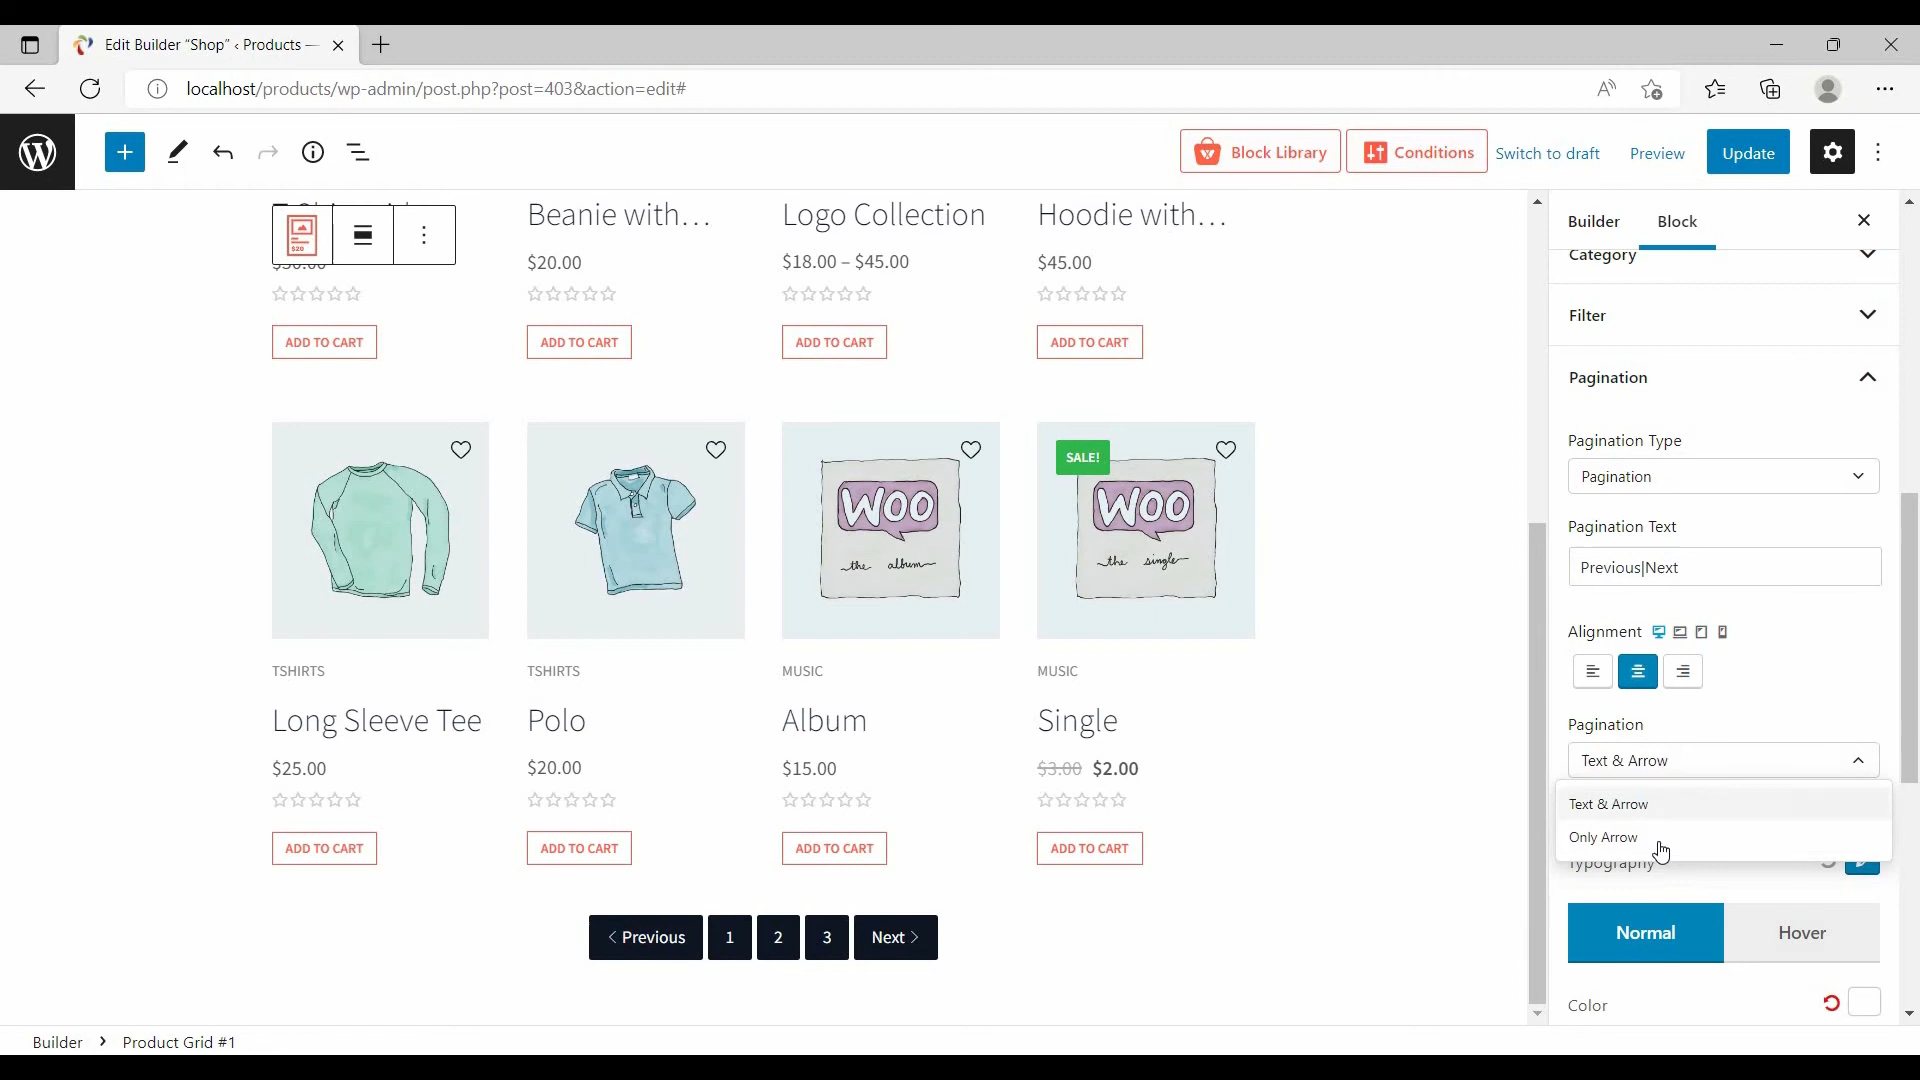 Edit Builder “Shop” ‹ Products —
localhost/products/wp-admin/post.php?post=403&action=edit#
Block Library
Conditions
Switch to draft
Preview
Update
Beanie with...
Logo Collection
Hoodie with...
$20.00
$18.00 – $45.00
$45.00
ADD TO CART
ADD TO CART
ADD TO CART
ADD TO CART
WOO
the album
SALE!
WOO
the single
TSHIRTS
TSHIRTS
MUSIC
MUSIC
Long Sleeve Tee
Polo
Album
Single
$25.00
$20.00
$15.00
$3.00 $2.00
ADD TO CART
ADD TO CART
ADD TO CART
ADD TO CART
< Previous
1
2
3
Next >
Builder
Block
Category
Filter
Pagination
Pagination Type
Pagination
Pagination Text
Previous|Next
Alignment
Pagination
Text & Arrow
Text & Arrow
Only Arrow
Typography
Normal
Hover
Color
Builder > Product Grid #1